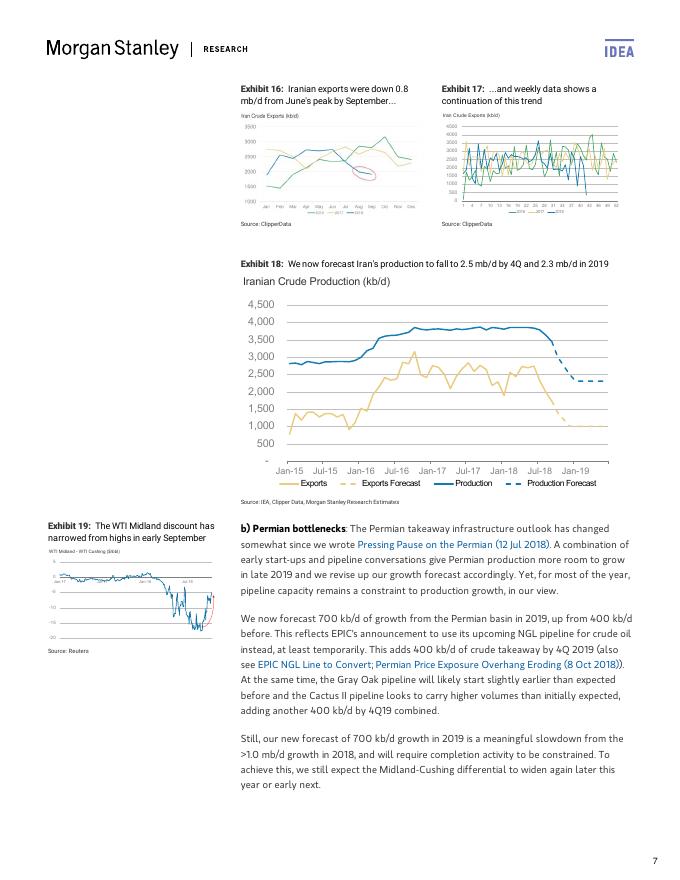 Morgan Stanley | RESEARCH
IDEA
Exhibit 16: Iranian exports were down 0.8
mb/d from June's peak by September...
Iran Crude Exports (kb/d)
3500
3000
2500
2000
1500
1000
Jan Feb Mar Apr May Jun Jul Aug Sep Oct Nov Dec
2016 2017 2018
Source: ClipperData
Exhibit 17: ...and weekly data shows a
continuation of this trend
Iran Crude Exports (kb/d)
4500
4000
3500
3000
2500
2000
1500
1000
500
0
1 4 7 10 13 16 19 22 25 28 31 34 37 40 43 46 49 52
2016 2017 2018
Source: ClipperData
Exhibit 18: We now forecast Iran's production to fall to 2.5 mb/d by 4Q and 2.3 mb/d in 2019
Iranian Crude Production (kb/d)
4,500
4,000
3,500
3,000
2,500
2,000
1,500
1,000
500
-
Jan-15 Jul-15 Jan-16 Jul-16 Jan-17 Jul-17 Jan-18 Jul-18 Jan-19
Exports Exports Forecast Production Production Forecast
Source: IEA, Clipper Data, Morgan Stanley Research Estimates
Exhibit 19: The WTI Midland discount has
narrowed from highs in early September
WTI Midland - WTI Cushing ($/bbl)
5
0
-5
-10
-15
-20
Jan-17 Jan-18 Jul-18
Source: Reuters
b) Permian bottlenecks: The Permian takeaway infrastructure outlook has changed
somewhat since we wrote Pressing Pause on the Permian (12 Jul 2018). A combination of
early start-ups and pipeline conversations give Permian production more room to grow
in late 2019 and we revise up our growth forecast accordingly. Yet, for most of the year,
pipeline capacity remains a constraint to production growth, in our view.
We now forecast 700 kb/d of growth from the Permian basin in 2019, up from 400 kb/d
before. This reflects EPIC's announcement to use its upcoming NGL pipeline for crude oil
instead, at least temporarily. This adds 400 kb/d of crude takeaway by 4Q 2019 (also
see EPIC NGL Line to Convert; Permian Price Exposure Overhang Eroding (8 Oct 2018)).
At the same time, the Gray Oak pipeline will likely start slightly earlier than expected
before and the Cactus II pipeline looks to carry higher volumes than initially expected,
adding another 400 kb/d by 4Q19 combined.
Still, our new forecast of 700 kb/d growth in 2019 is a meaningful slowdown from the
>1.0 mb/d growth in 2018, and will require completion activity to be constrained. To
achieve this, we still expect the Midland-Cushing differential to widen again later this
year or early next.
7